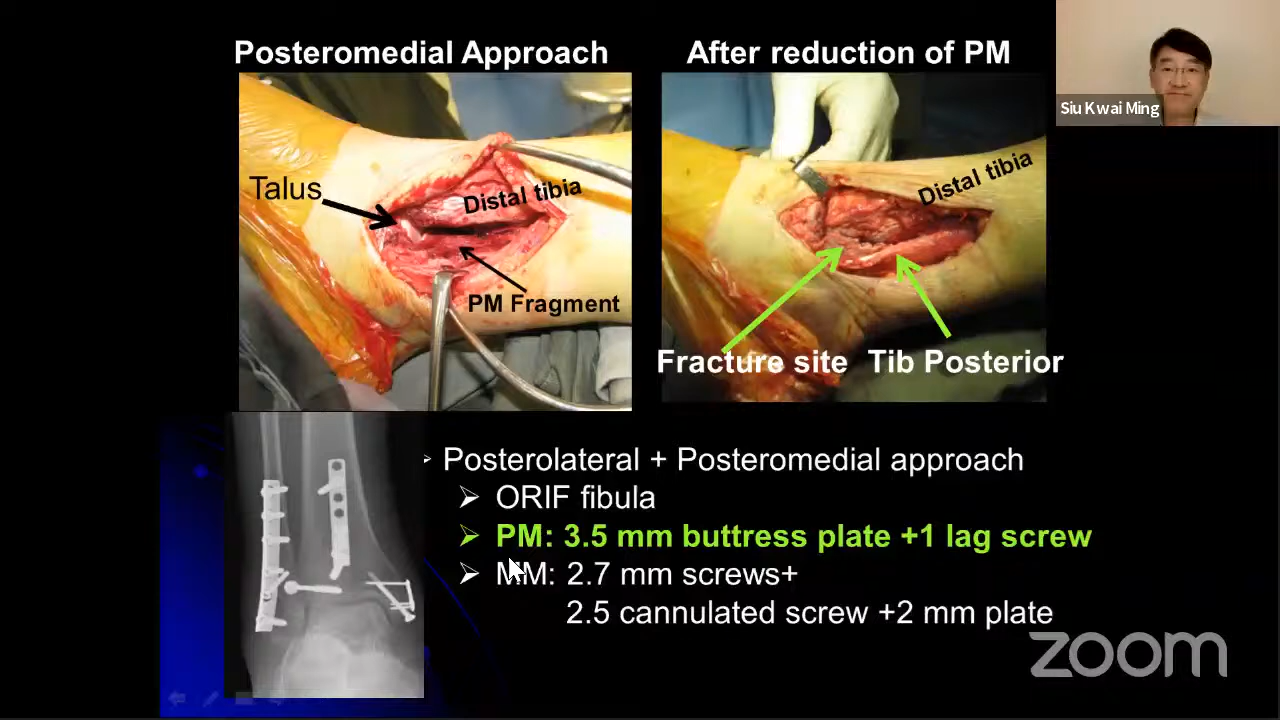 Posteromedial Approach
After reduction of PM
Siu Kwai Ming
Talus
Distal tibia
PM Fragment
Distal tibia
Fracture site
Tib Posterior
Posterolateral + Posteromedial approach
ORIF fibula
PM: 3.5 mm buttress plate +1 lag screw
MM: 2.7 mm screws+
2.5 cannulated screw +2 mm plate
zoom